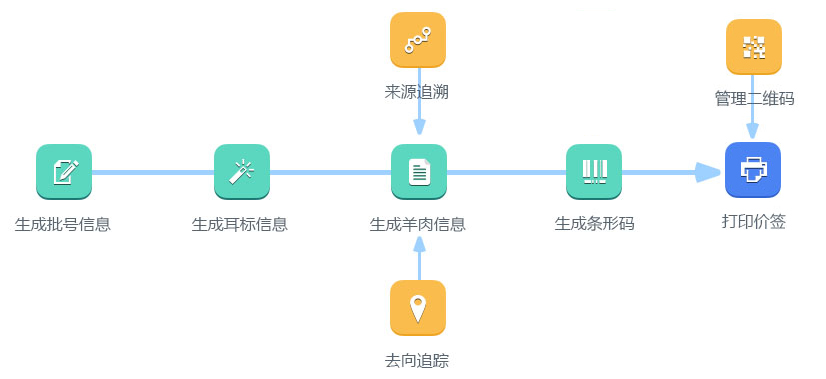 来源追溯
管理二维码
生成批号信息
生成耳标信息
生成羊肉信息
生成条形码
打印价签
去向追踪